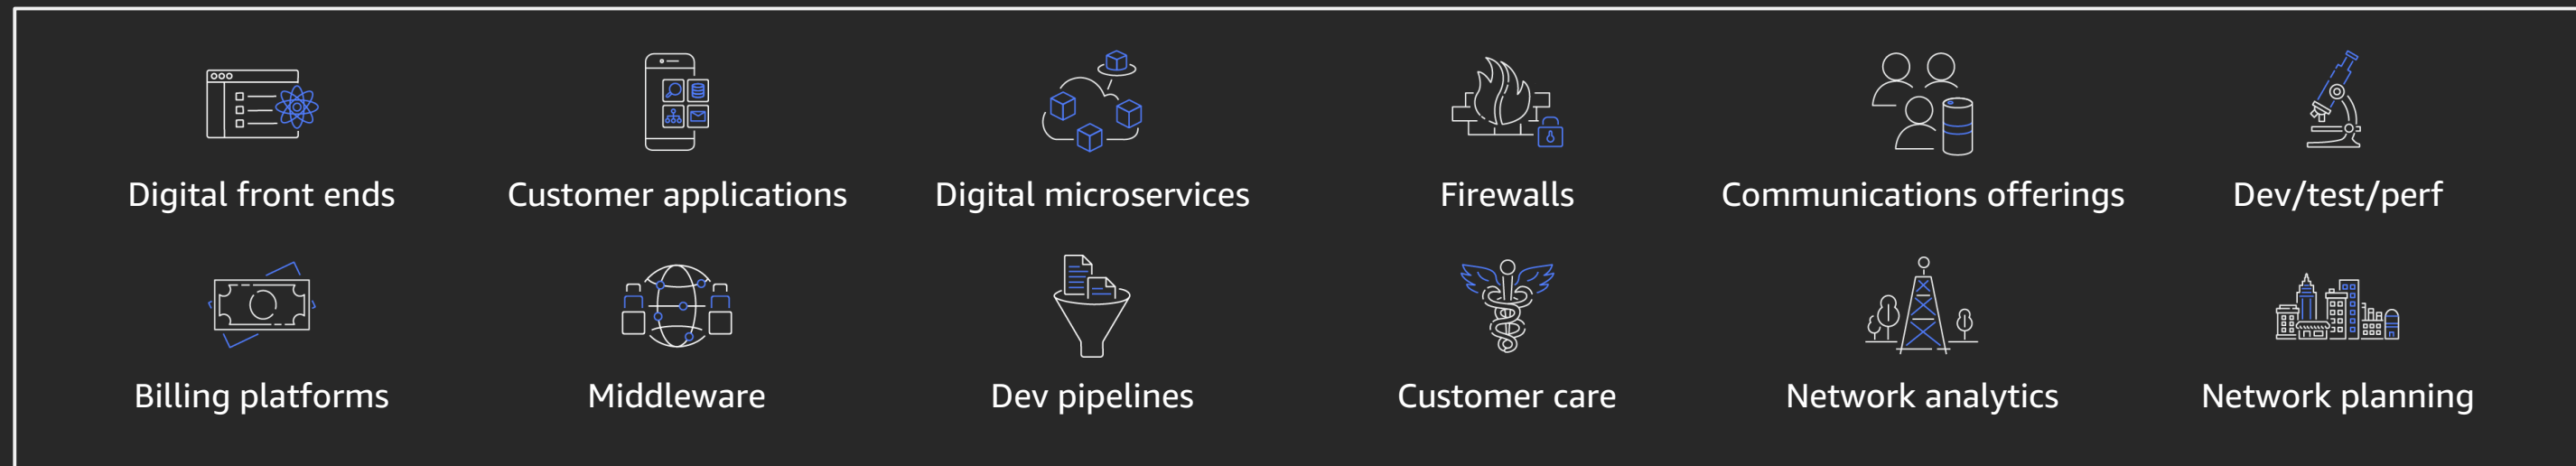 Digital front ends
Customer applications
Digital microservices
Firewalls
Communications offerings
Dev/test/perf
Billing platforms
Middleware
Dev pipelines
Customer care
Network analytics
Network planning